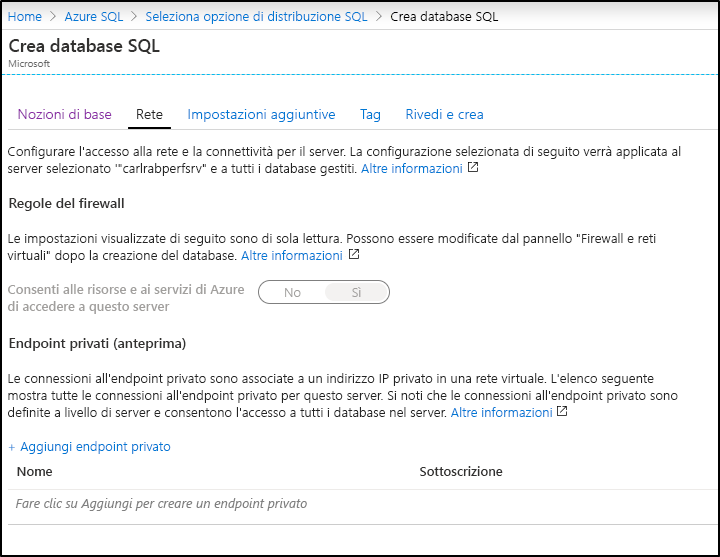 Home > Azure SQL > Seleziona opzione di distribuzione SQL > Crea database SQL
Crea database SQL
Microsoft
Nozioni di base Rete Impostazioni aggiuntive Tag Rivedi e crea
Configurare l'accesso alla rete e la connettività per il server. La configurazione selezionata di seguito verrà applicata al
server selezionato '"carlrabperfsrv" e a tutti i database gestiti. Altre informazioni
Regole del firewall
Le impostazioni visualizzate di seguito sono di sola lettura. Possono essere modificate dal pannello "Firewall e reti
virtuali" dopo la creazione del database. Altre informazioni
Consenti alle risorse e ai servizi di Azure
di accedere a questo server
No Sì
Endpoint privati (anteprima)
Le connessioni all'endpoint privato sono associate a un indirizzo IP privato in una rete virtuale. L'elenco seguente
mostra tutte le connessioni all'endpoint privato per questo server. Si noti che le connessioni all'endpoint privato sono
definite a livello di server e consentono l'accesso a tutti i database nel server. Altre informazioni
+ Aggiungi endpoint privato
Nome Sottoscrizione
Fare clic su Aggiungi per creare un endpoint privato